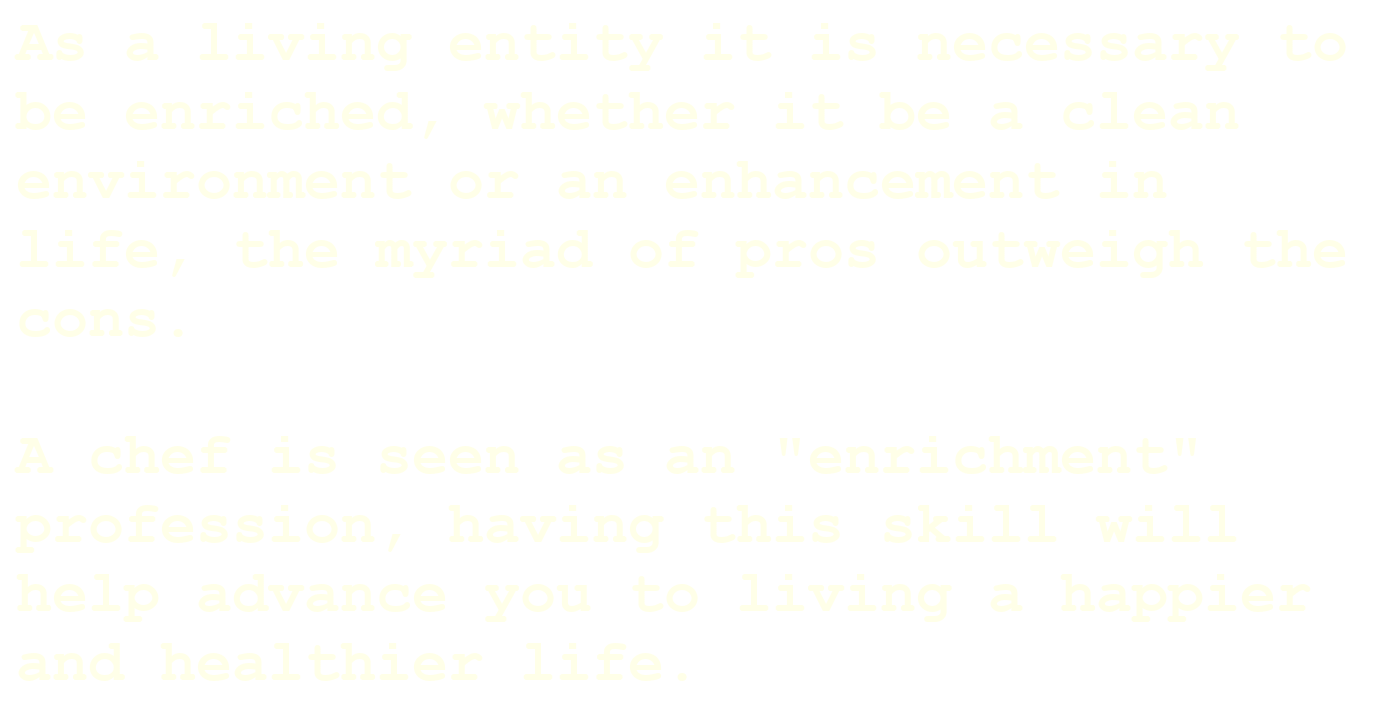 As a living entity it is necessary to
be enriched, whether it be a clean
environment or an enhancement in
life, the myriad of pros outweigh the
cons.
A chef is seen as an "enrichment"
profession, having this skill will
help advance you to living a happier
and healthier life.